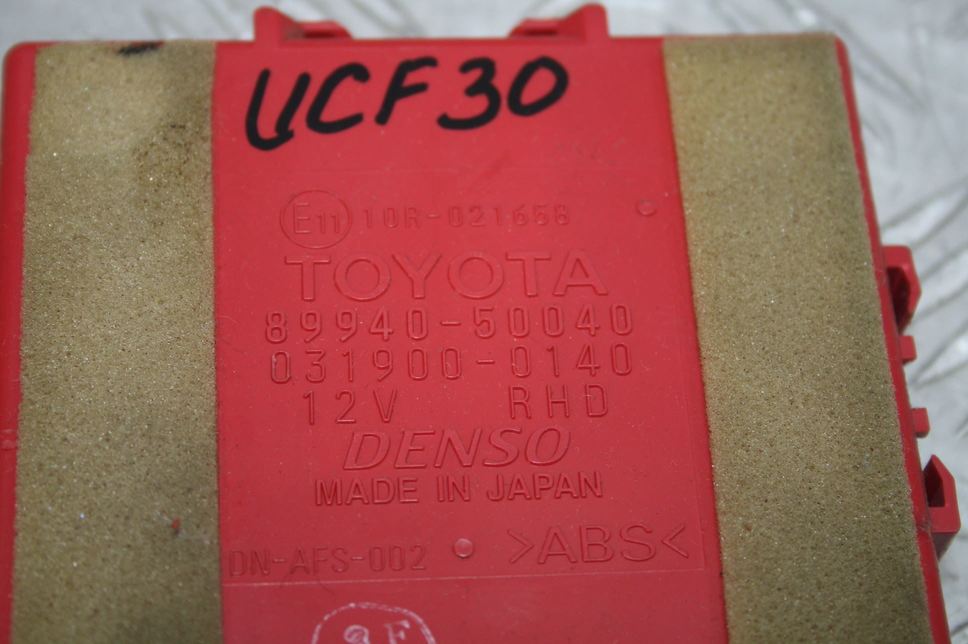 UCF30
E11 10R-021658
TOYOTA
89940-50040
031900-0140
12V RHD
DENSO
MADE IN JAPAN
DN-AFS-002 >ABS<